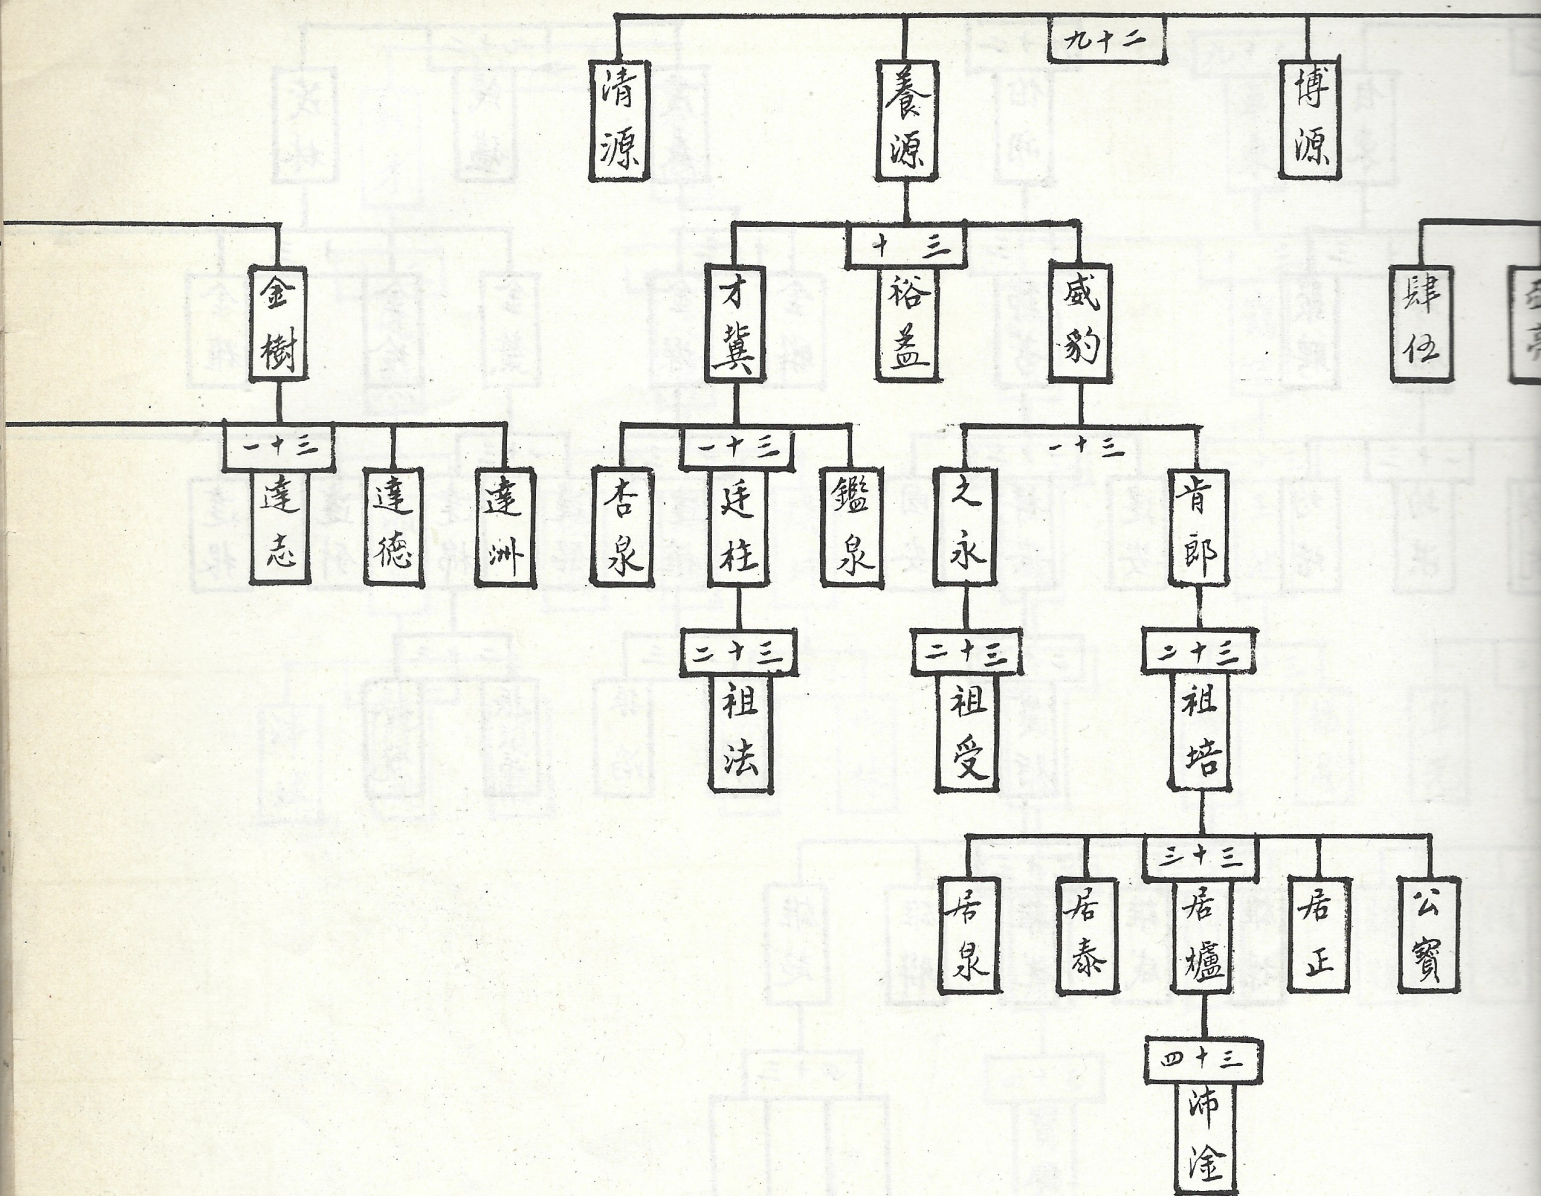 二十九
博源
養源
清源
三十
肆伍
威豹
裕益
才冀
金樹
三十一
肯郎
之永
三十一
鑑泉
廷柱
杏泉
三十一
達洲
達德
達志
三十二
祖培
三十二
祖受
三十二
祖法
三十三
公寶
居正
居爐
居泰
居泉
三十四
沛淦